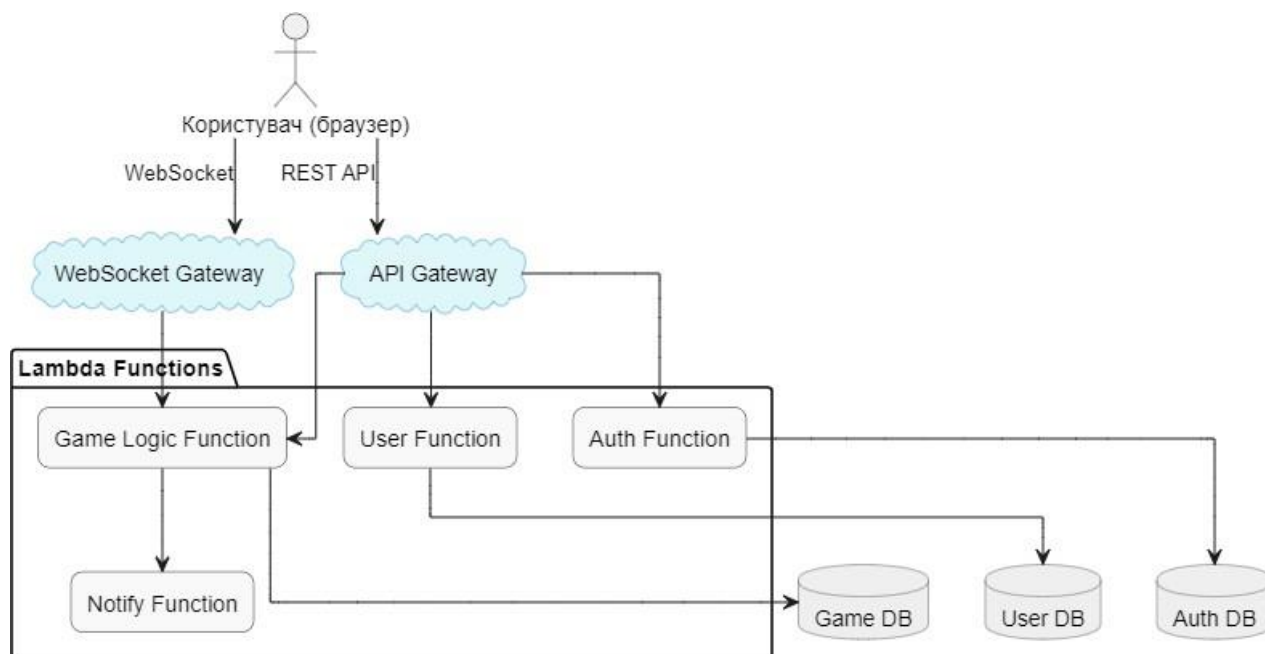 Користувач (браузер)
WebSocket
REST API
WebSocket Gateway
API Gateway
Lambda Functions
Game Logic Function
User Function
Auth Function
Notify Function
Game DB
User DB
Auth DB